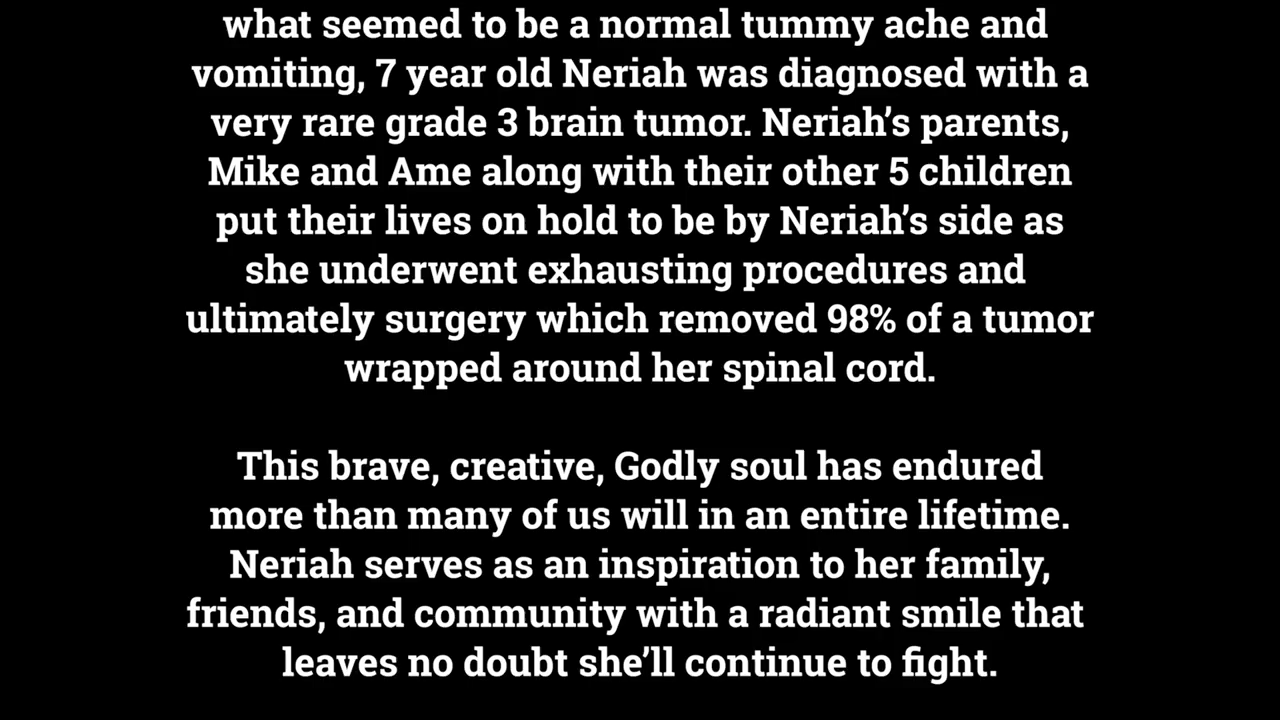 what seemed to be a normal tummy ache and
vomiting, 7 year old Neriah was diagnosed with a
very rare grade 3 brain tumor. Neriah’s parents,
Mike and Ame along with their other 5 children
put their lives on hold to be by Neriah’s side as
she underwent exhausting procedures and
ultimately surgery which removed 98% of a tumor
wrapped around her spinal cord.
This brave, creative, Godly soul has endured
more than many of us will in an entire lifetime.
Neriah serves as an inspiration to her family,
friends, and community with a radiant smile that
leaves no doubt she’ll continue to fight.